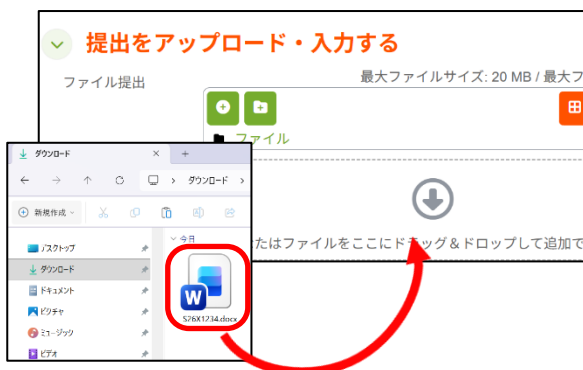 提出をアップロード・入力する
ファイル提出
最大ファイルサイズ: 20 MB / 最大フ
ファイル
たはファイルをここにドラッグ＆ドロップして追加で
ダウンロード
ダウンロード
新規作成
今日
デスクトップ
ダウンロード
ドキュメント
ピクチャ
ミュージック
ビデオ
W
S26X1234.docx